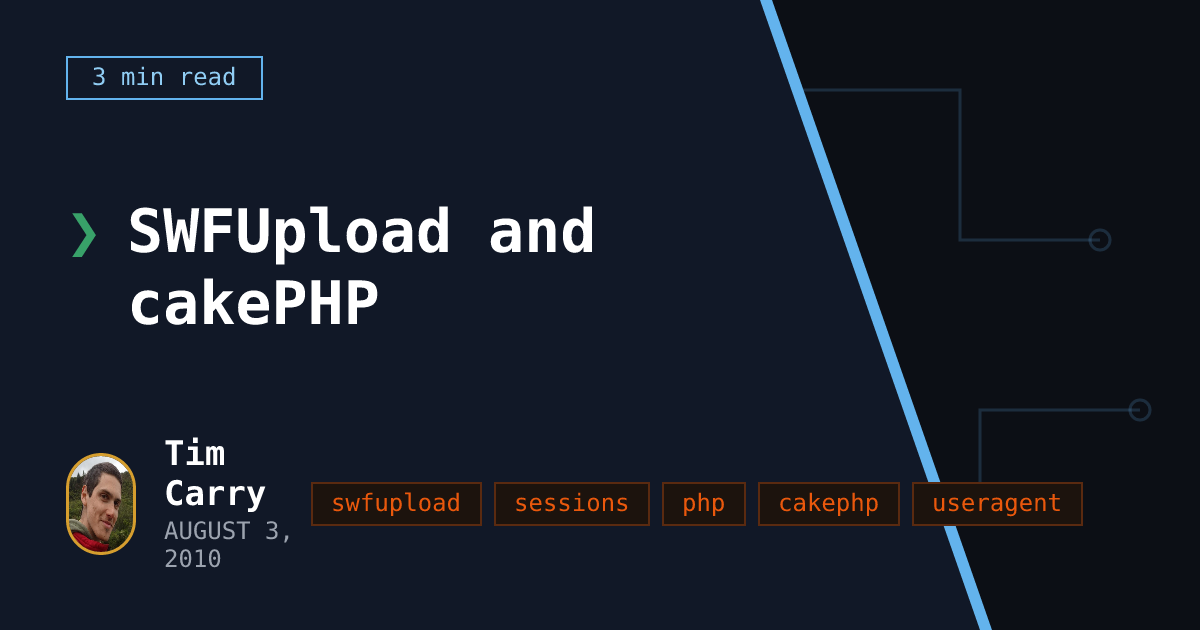 3 min read
❯ SWFUpload and
cakePHP
Tim
Carry
AUGUST 3,
2010
swfupload sessions php cakephp useragent